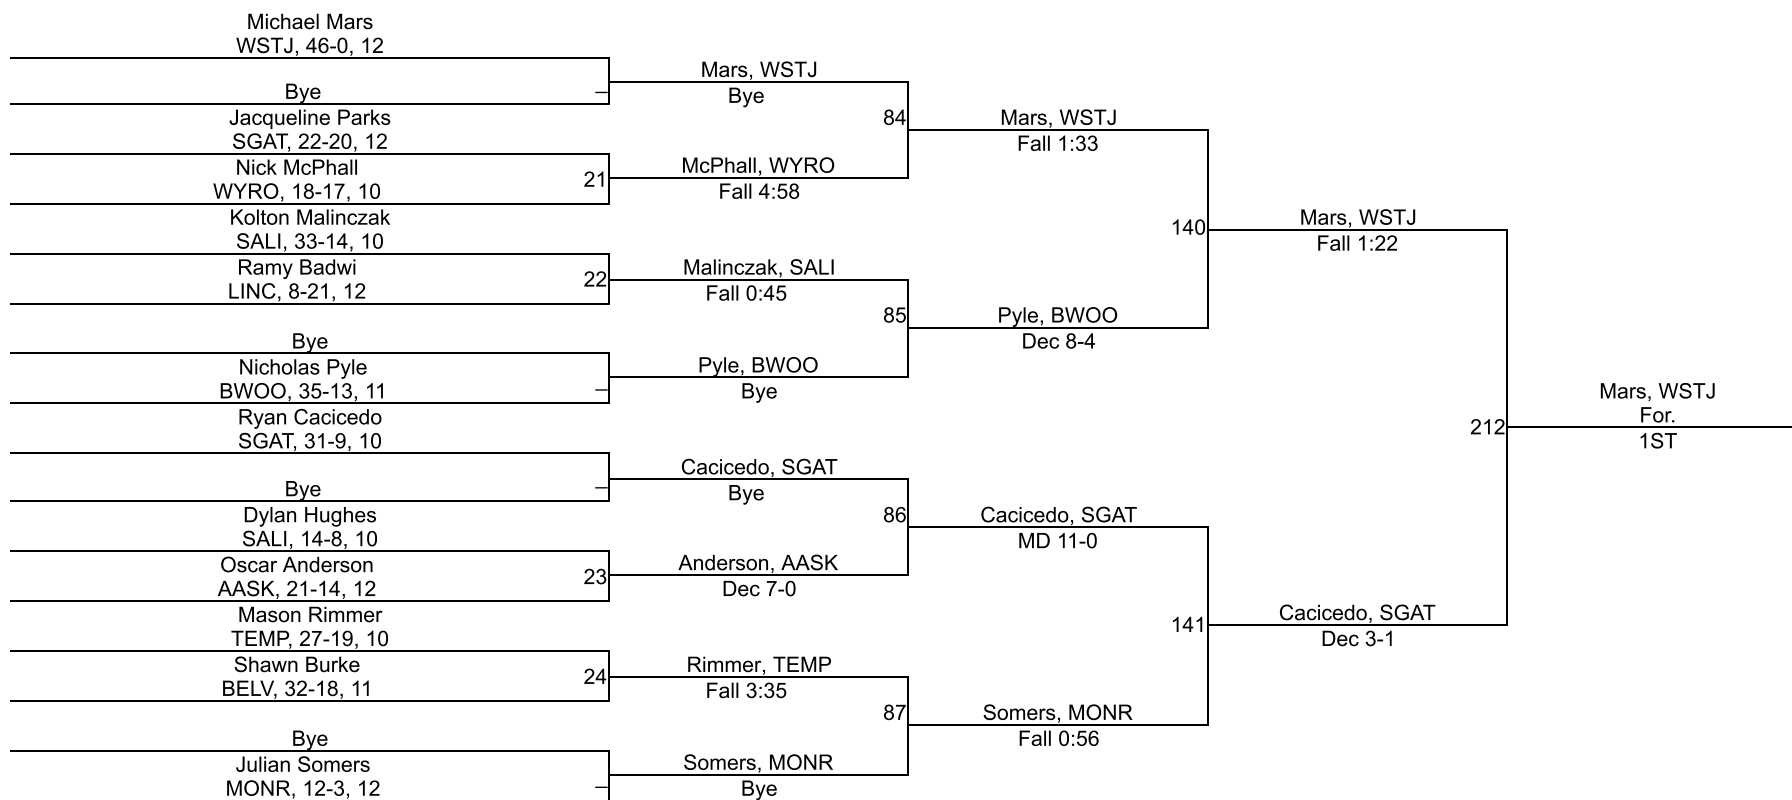 Michael Mars
WSTJ, 46-0, 12
Bye
–
Jacqueline Parks
SGAT, 22-20, 12
Nick McPhall
WYRO, 18-17, 10
21
Kolton Malinczak
SALI, 33-14, 10
Ramy Badwi
LINC, 8-21, 12
22
Bye
Nicholas Pyle
BWOO, 35-13, 11
–
Ryan Cacicedo
SGAT, 31-9, 10
Bye
–
Dylan Hughes
SALI, 14-8, 10
Oscar Anderson
AASK, 21-14, 12
23
Mason Rimmer
TEMP, 27-19, 10
Shawn Burke
BELV, 32-18, 11
24
Bye
Julian Somers
MONR, 12-3, 12
–
Mars, WSTJ
Bye
84
McPhall, WYRO
Fall 4:58
Malinczak, SALI
Fall 0:45
85
Pyle, BWOO
Bye
Cacicedo, SGAT
Bye
86
Anderson, AASK
Dec 7-0
Rimmer, TEMP
Fall 3:35
87
Somers, MONR
Bye
Mars, WSTJ
Fall 1:33
140
Pyle, BWOO
Dec 8-4
Cacicedo, SGAT
MD 11-0
141
Somers, MONR
Fall 0:56
Mars, WSTJ
Fall 1:22
212
Cacicedo, SGAT
Dec 3-1
Mars, WSTJ
For.
1ST